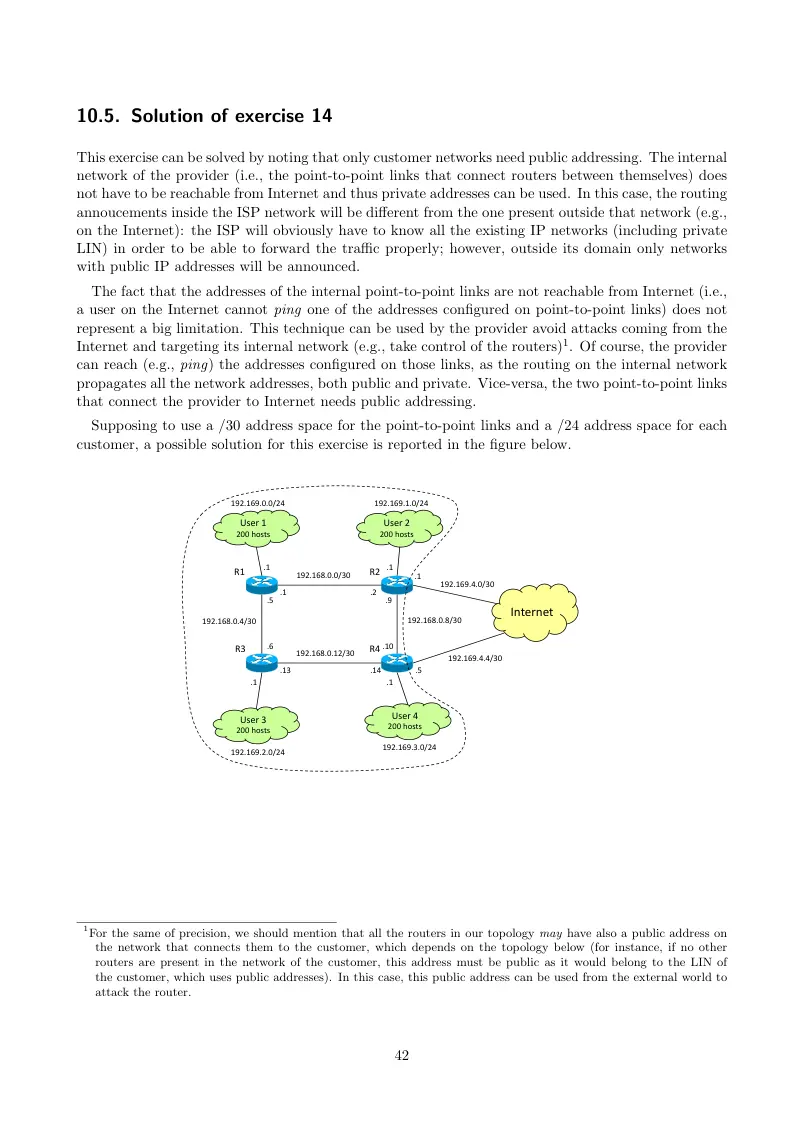 10.5. Solution of exercise 14
This exercise can be solved by noting that only customer networks need public addressing. The internal
network of the provider (i.e., the point-to-point links that connect routers between themselves) does
not have to be reachable from Internet and thus private addresses can be used. In this case, the routing
annoucements inside the ISP network will be different from the one present outside that network (e.g.,
on the Internet): the ISP will obviously have to know all the existing IP networks (including private
LIN) in order to be able to forward the traffic properly; however, outside its domain only networks
with public IP addresses will be announced.
The fact that the addresses of the internal point-to-point links are not reachable from Internet (i.e.,
a user on the Internet cannot ping one of the addresses configured on point-to-point links) does not
represent a big limitation. This technique can be used by the provider avoid attacks coming from the
Internet and targeting its internal network (e.g., take control of the routers)1. Of course, the provider
can reach (e.g., ping) the addresses configured on those links, as the routing on the internal network
propagates all the network addresses, both public and private. Vice-versa, the two point-to-point links
that connect the provider to Internet needs public addressing.
Supposing to use a /30 address space for the point-to-point links and a /24 address space for each
customer, a possible solution for this exercise is reported in the figure below.
192.169.0.0/24
192.169.1.0/24
User 1
200 hosts
User 2
200 hosts
R1
.1
192.168.0.0/30
R2
.1
.1
192.169.4.0/30
.1
.5
.2
.9
Internet
192.168.0.4/30
192.168.0.8/30
R3
.6
192.168.0.12/30
R4
.10
192.169.4.4/30
.13
.14
.5
.1
.1
User 3
200 hosts
User 4
200 hosts
192.169.2.0/24
192.169.3.0/24
1For the same of precision, we should mention that all the routers in our topology may have also a public address on
the network that connects them to the customer, which depends on the topology below (for instance, if no other
routers are present in the network of the customer, this address must be public as it would belong to the LIN of
the customer, which uses public addresses). In this case, this public address can be used from the external world to
attack the router.
42